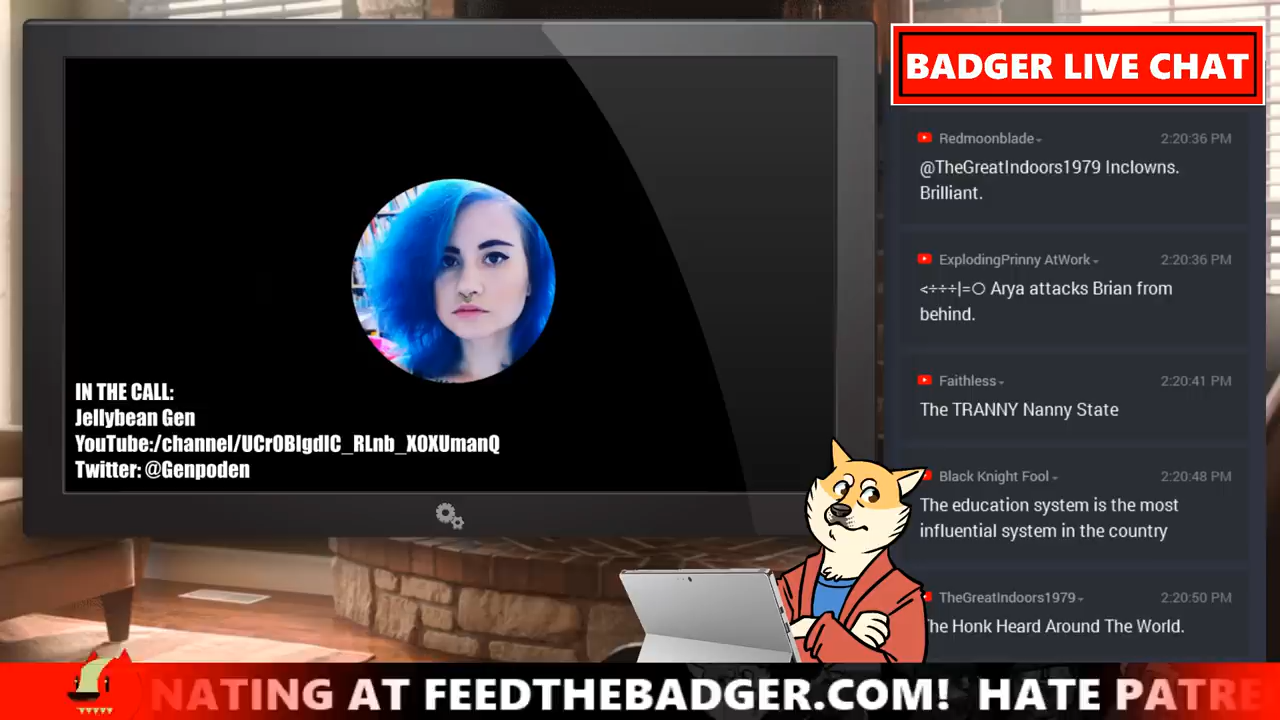 BADGER LIVE CHAT
Redmoonblade
2:20:36 PM
@TheGreatIndoors1979 Inclowns.
Brilliant.
ExplodingPrinny AtWork
2:20:36 PM
<÷÷÷|=O Arya attacks Brian from
behind.
Faithless
2:20:41 PM
The TRANNY Nanny State
Black Knight Fool
2:20:48 PM
The education system is the most
influential system in the country
TheGreatIndoors1979
2:20:50 PM
The Honk Heard Around The World.
IN THE CALL:
Jellybean Gen
YouTube:/channel/UCrOBIgdIC_RLnb_XOXUmanQ
Twitter: @Genpoden
NATING AT FEEDTHEBADGER.COM! HATE PATRE